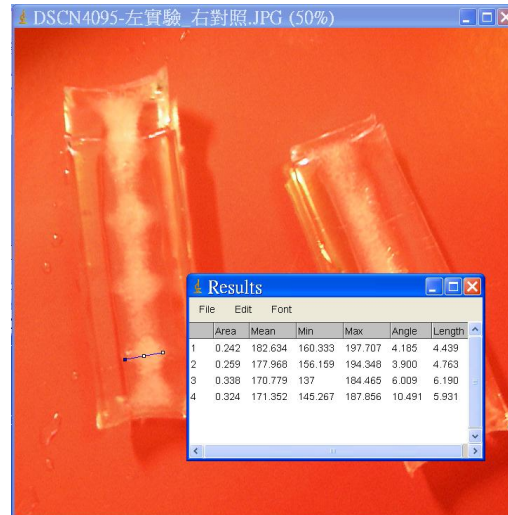 DSCN4095-左實驗_右對照.JPG (50%)
Results
File Edit Font
Area Mean Min Max Angle Length
1 0.242 182.634 160.333 197.707 4.185 4.439
2 0.259 177.968 156.159 194.348 3.900 4.763
3 0.338 170.779 137 184.465 6.009 6.190
4 0.324 171.352 145.267 187.856 10.491 5.931